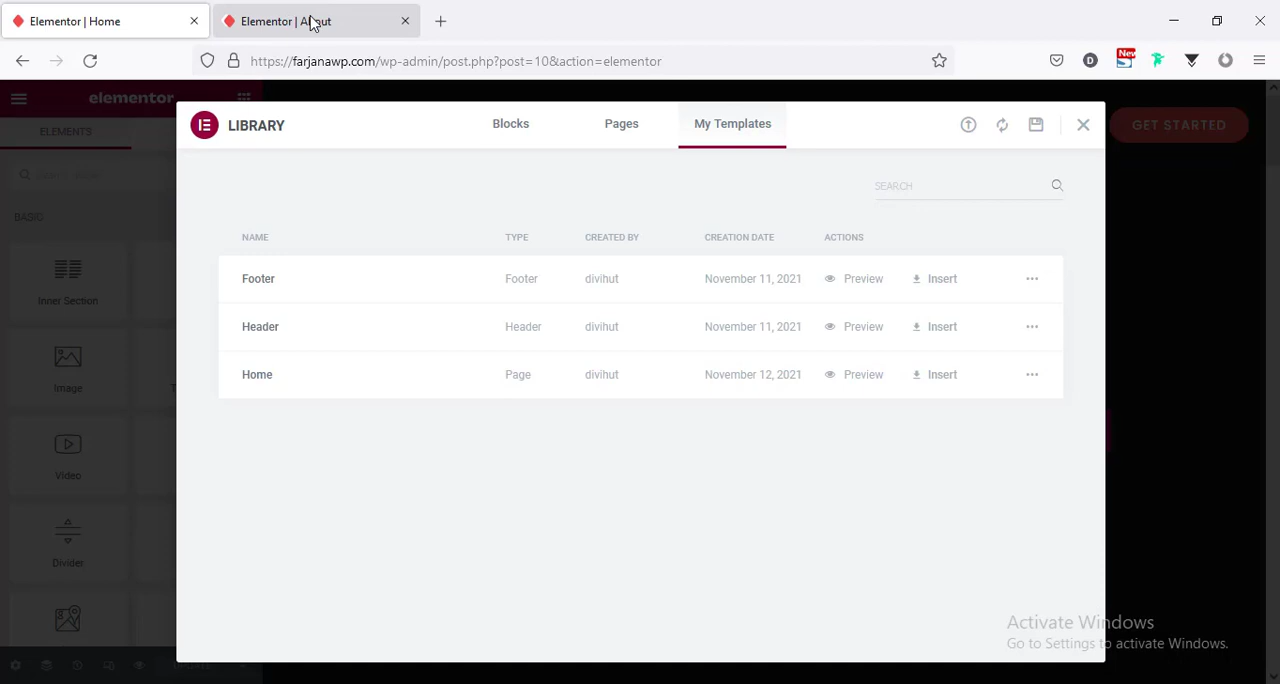 Elementor | Home
Elementor | About
https://farjanawp.com/wp-admin/post.php?post=10&action=elementor
New
D
elementor
GET STARTED
LIBRARY
Blocks
Pages
My Templates
ELEMENTS
SEARCH
BASIC
NAME TYPE CREATED BY CREATION DATE ACTIONS
Footer Footer divihut November 11, 2021 Preview Insert
Header Header divihut November 11, 2021 Preview Insert
Home Page divihut November 12, 2021 Preview Insert
Inner Section
Image
Video
Divider
Activate Windows
Go to Settings to activate Windows.